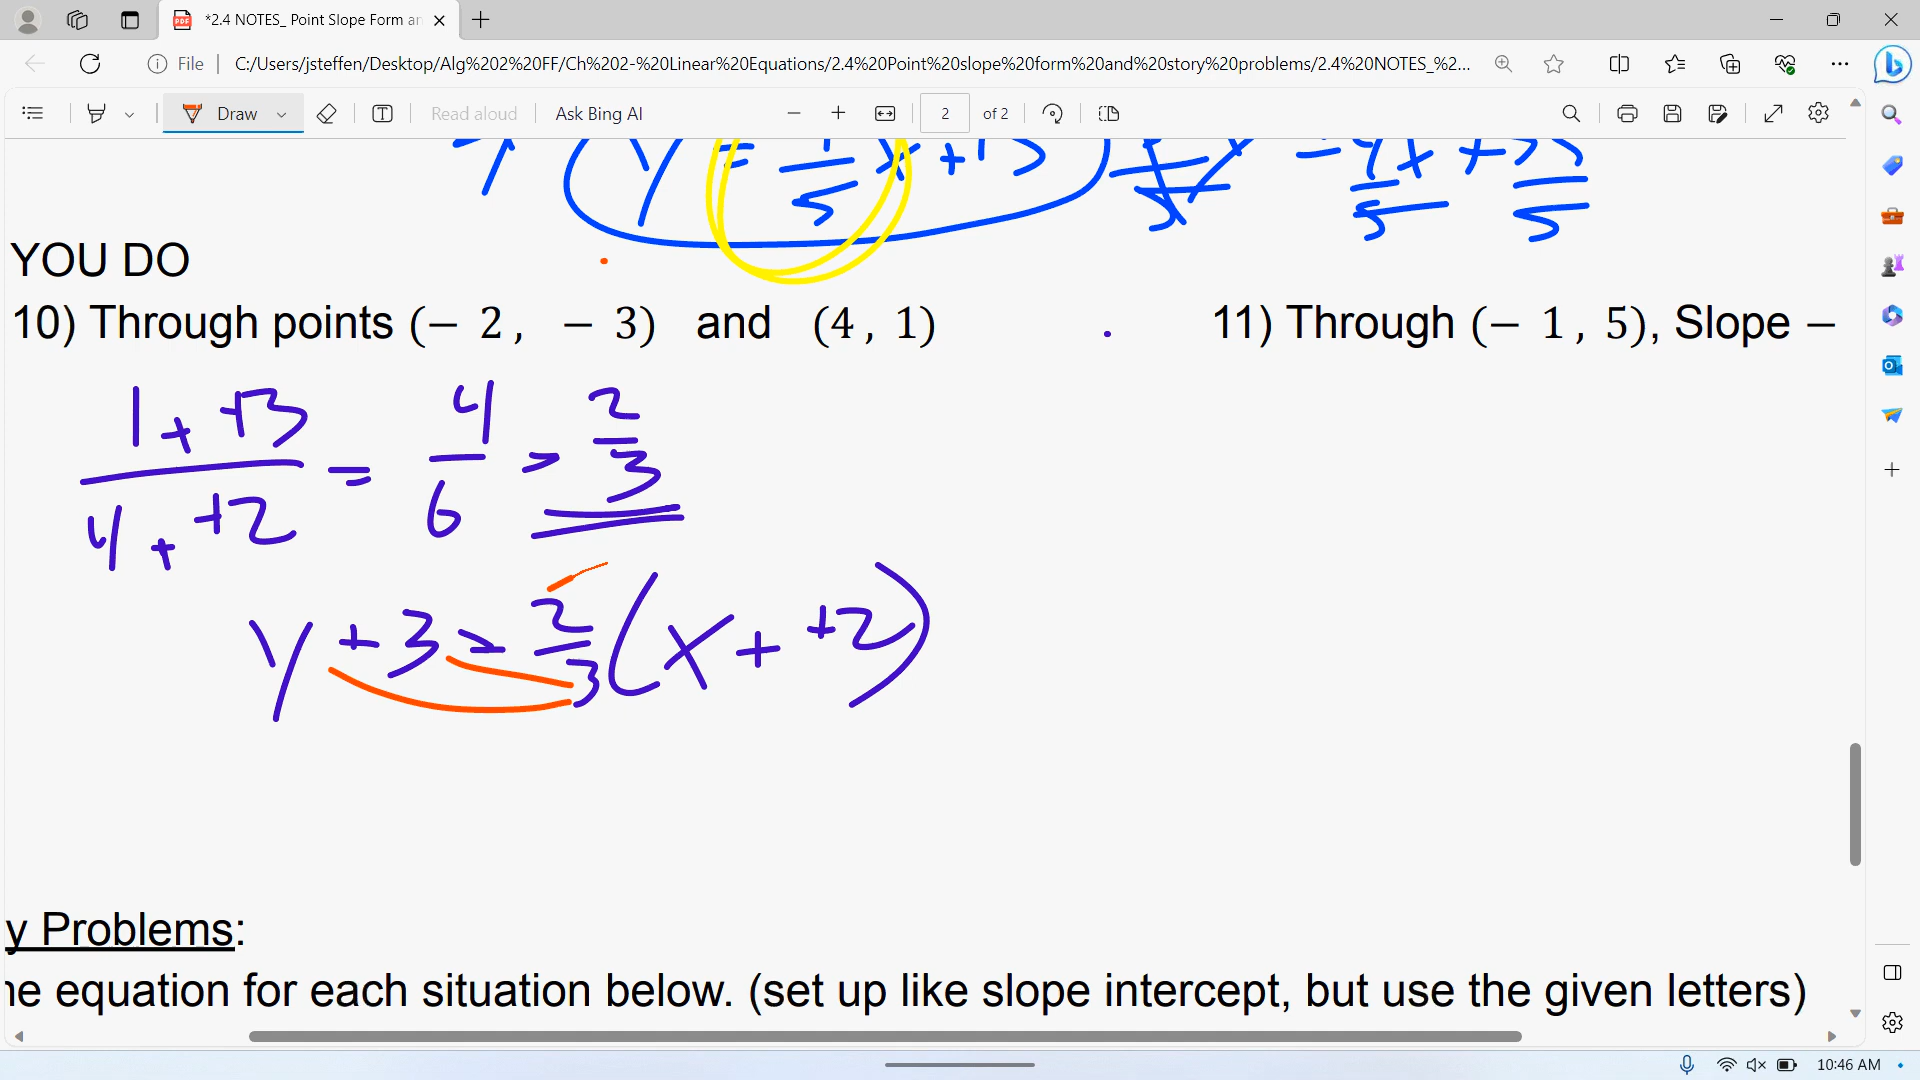 *2.4 NOTES_ Point Slope Form ar
File C:/Users/jsteffen/Desktop/Alg%202%20FF/Ch%202-%20Linear%20Equations/2.4%20Point%20slope%20form%20and%20story%20problems/2.4%20NOTES_%2...
Draw Read aloud Ask Bing AI 2 of 2
YOU DO
10) Through points (− 2, − 3) and (4, 1) 11) Through (− 1, 5), Slope −
1 + +3 / 4 + +2 = 4 / 6 = 2 / 3
y + 3 = 2 / 3 (x + +2)
y Problems:
ne equation for each situation below. (set up like slope intercept, but use the given letters)
10:46 AM